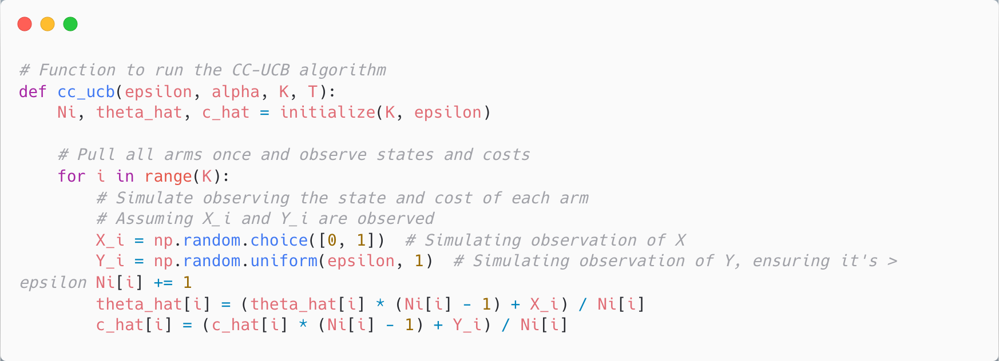 # Function to run the CC-UCB algorithm
def cc_ucb(epsilon, alpha, K, T):
    Ni, theta_hat, c_hat = initialize(K, epsilon)

    # Pull all arms once and observe states and costs
    for i in range(K):
        # Simulate observing the state and cost of each arm
        # Assuming X_i and Y_i are observed
        X_i = np.random.choice([0, 1])  # Simulating observation of X
        Y_i = np.random.uniform(epsilon, 1)  # Simulating observation of Y, ensuring it's >
epsilon Ni[i] += 1
        theta_hat[i] = (theta_hat[i] * (Ni[i] - 1) + X_i) / Ni[i]
        c_hat[i] = (c_hat[i] * (Ni[i] - 1) + Y_i) / Ni[i]